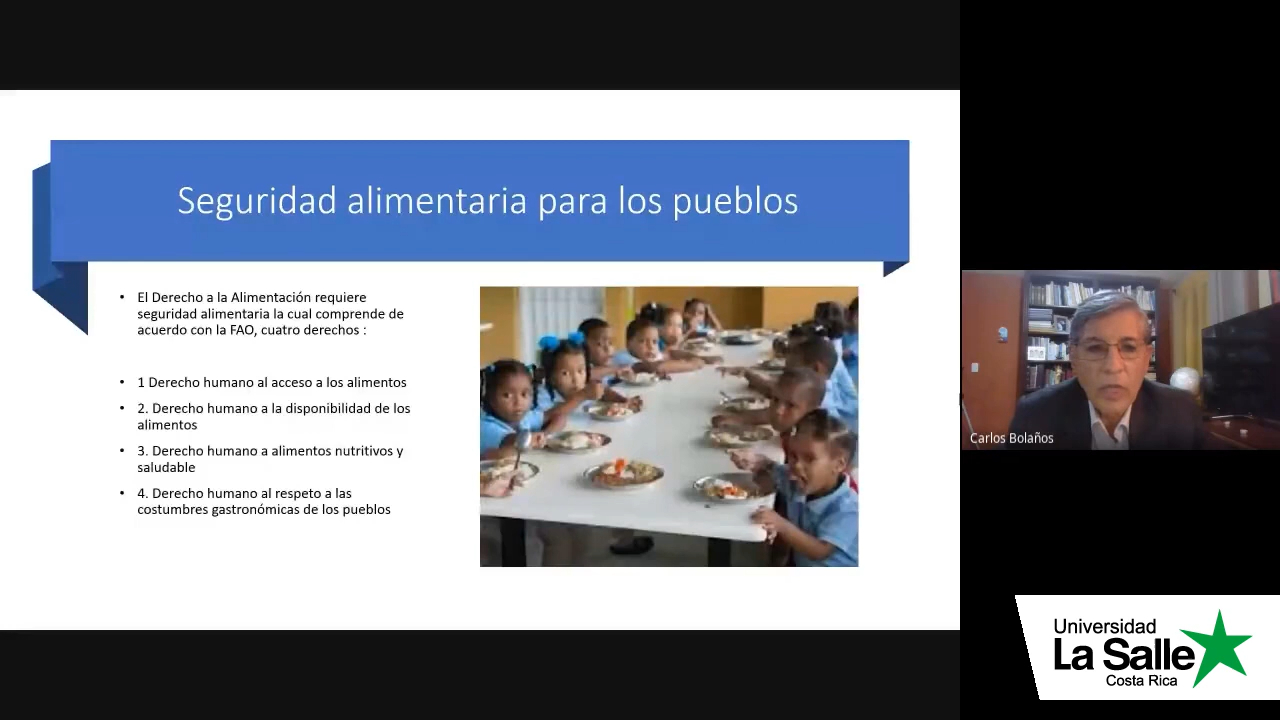 Seguridad alimentaria para los pueblos
• El Derecho a la Alimentación requiere
seguridad alimentaria la cual comprende de
acuerdo con la FAO, cuatro derechos :
• 1 Derecho humano al acceso a los alimentos
• 2. Derecho humano a la disponibilidad de los
alimentos
• 3. Derecho humano a alimentos nutritivos y
saludable
• 4. Derecho humano al respeto a las
costumbres gastronómicas de los pueblos
Carlos Bolaños
Universidad
La Salle
Costa Rica